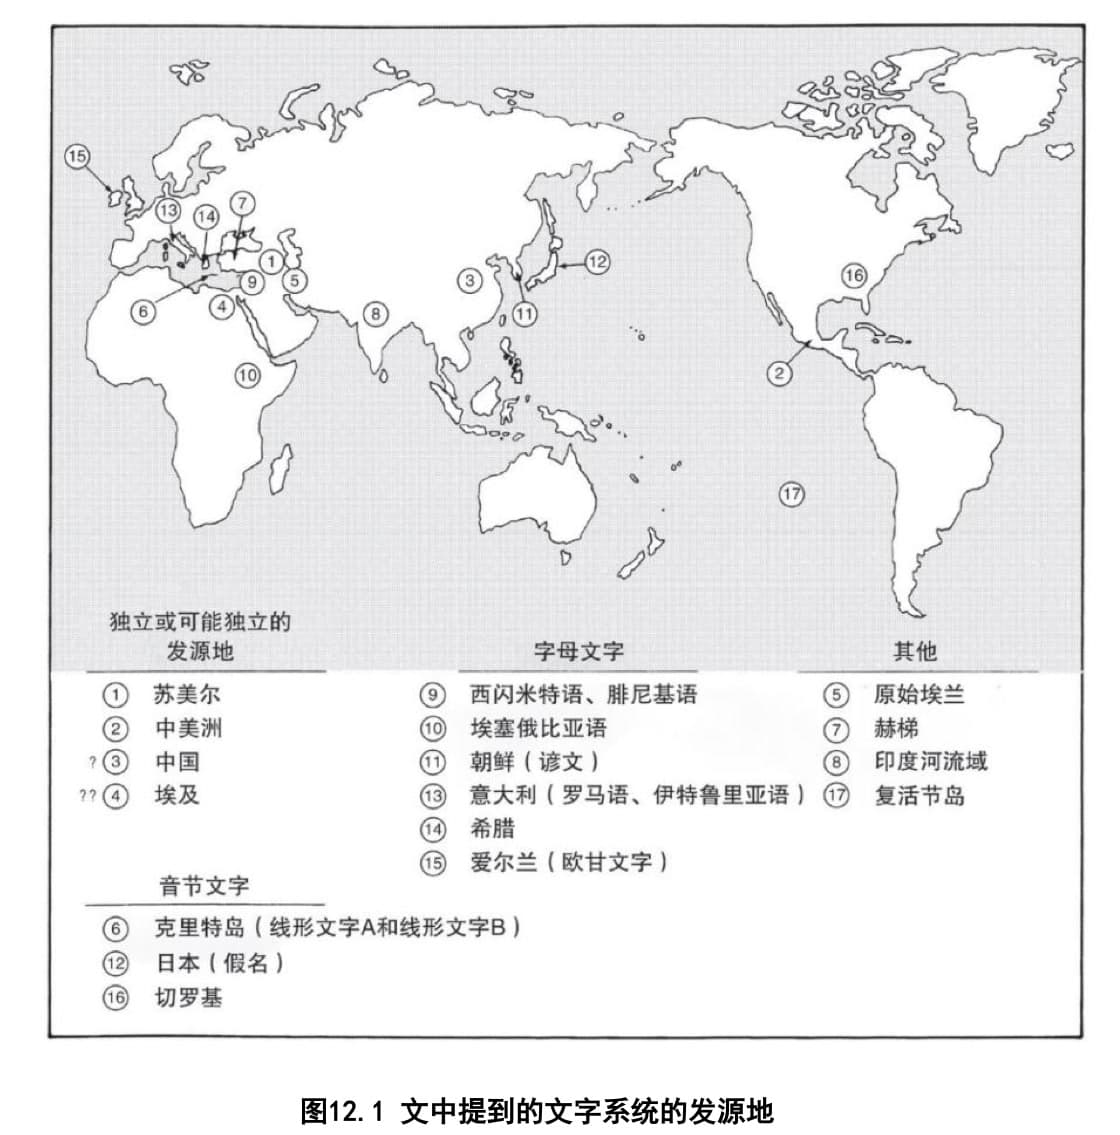 15
13
14
7
1
9
5
6
4
10
8
3
11
12
16
2
17
独立或可能独立的
发源地
1 苏美尔
2 中美洲
? 3 中国
?? 4 埃及
音节文字
6 克里特岛（线形文字A和线形文字B）
12 日本（假名）
16 切罗基
字母文字
9 西闪米特语、腓尼基语
10 埃塞俄比亚语
11 朝鲜（谚文）
13 意大利（罗马语、伊特鲁里亚语）
14 希腊
15 爱尔兰（欧甘文字）
其他
5 原始埃兰
7 赫梯
8 印度河流域
17 复活节岛
图12.1 文中提到的文字系统的发源地